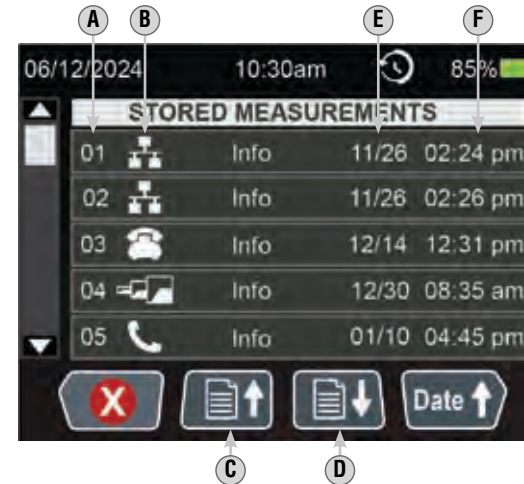 A B E F
06/12/2024 10:30am 85%
STORED MEASUREMENTS
01 Info 11/26 02:24 pm
02 Info 11/26 02:26 pm
03 Info 12/14 12:31 pm
04 Info 12/30 08:35 am
05 Info 01/10 04:45 pm
X Date
C D